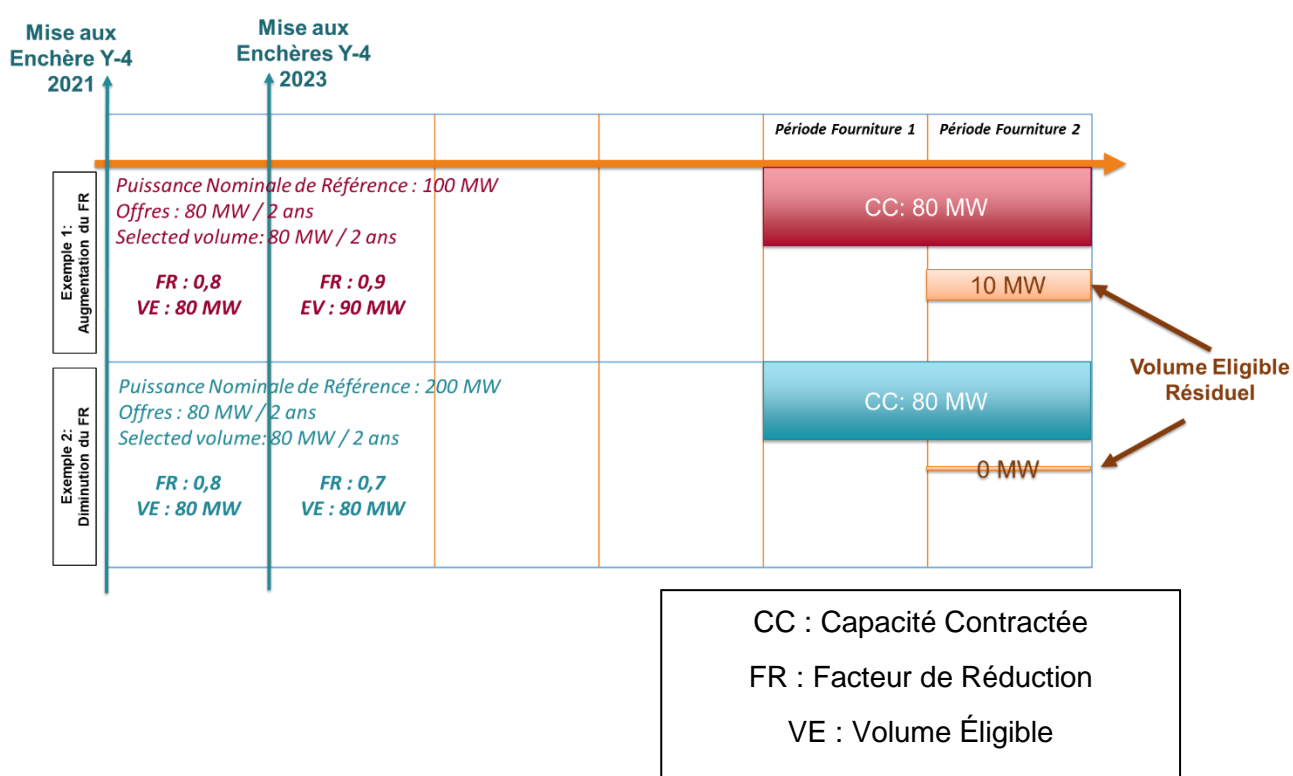 Mise aux
Enchère Y-4
2021
Mise aux
Enchères Y-4
2023
Période Fourniture 1
Période Fourniture 2
Exemple 1:
Augmentation du FR
Puissance Nominale de Référence : 100 MW
Offres : 80 MW / 2 ans
Selected volume: 80 MW / 2 ans
FR : 0,8
VE : 80 MW
FR : 0,9
EV : 90 MW
CC: 80 MW
10 MW
Exemple 2:
Diminution du FR
Puissance Nominale de Référence : 200 MW
Offres : 80 MW / 2 ans
Selected volume: 80 MW / 2 ans
FR : 0,8
VE : 80 MW
FR : 0,7
VE : 80 MW
CC: 80 MW
0 MW
Volume Eligible
Résiduel
CC : Capacité Contractée
FR : Facteur de Réduction
VE : Volume Éligible